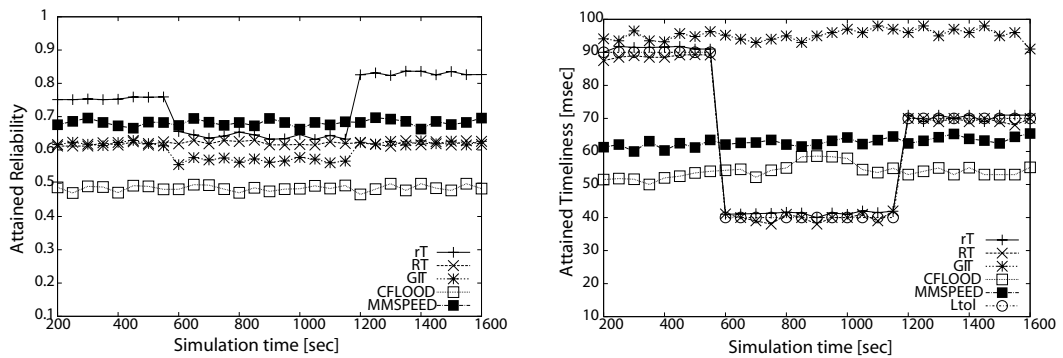 1
0.9
0.8
0.7
0.6
0.5
0.4
0.3
0.2
0.1
Attained Reliability
rT
RT
GIT
CFLOOD
MMSPEED
200 400 600 800 1000 1200 1400 1600
Simulation time [sec]
100
90
80
70
60
50
40
30
20
10
Attained Timeliness [msec]
rT
RT
GIT
CFLOOD
MMSPEED
Ltol
200 400 600 800 1000 1200 1400 1600
Simulation time [sec]